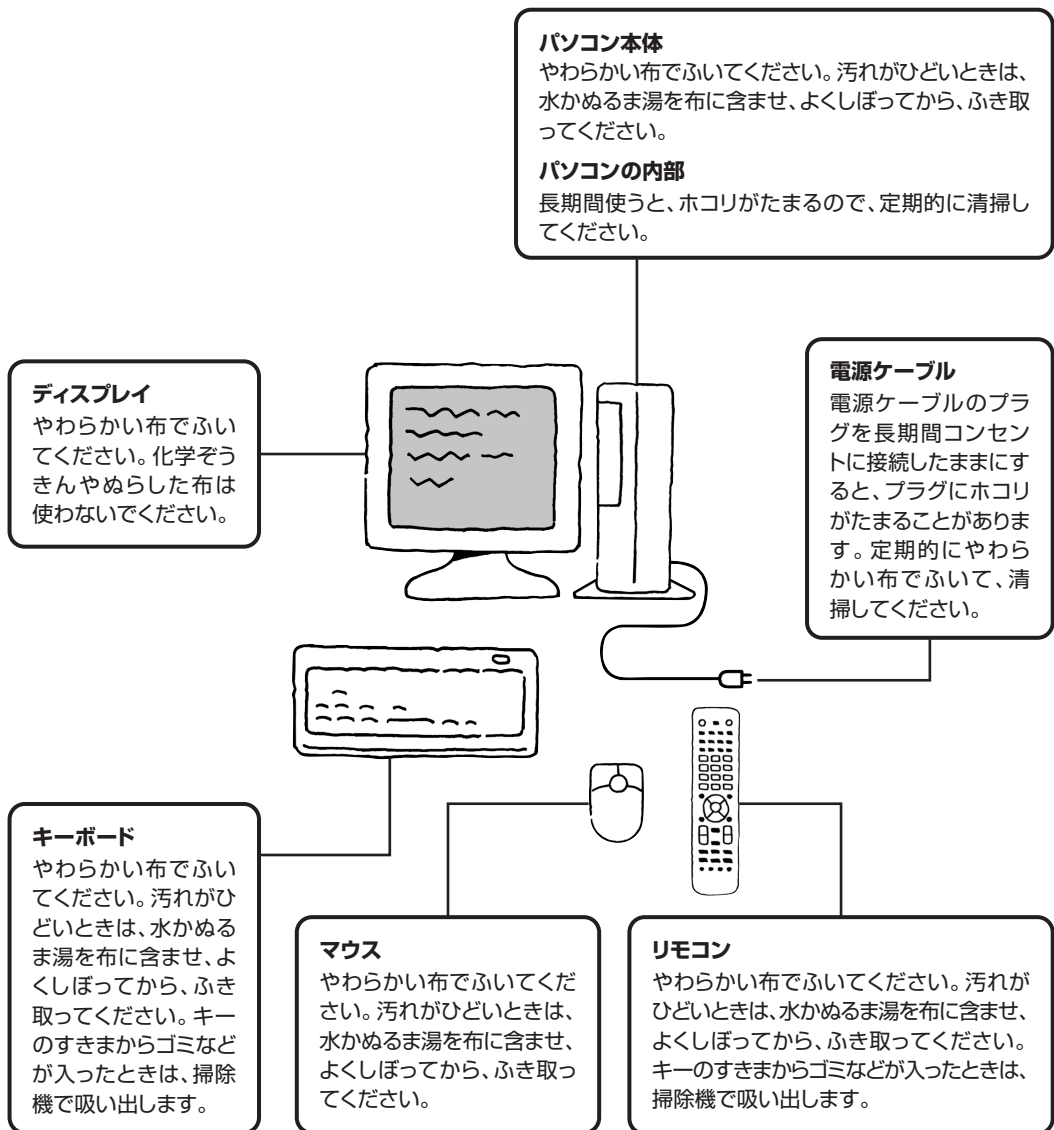 パソコン本体
やわらかい布でふいてください。汚れがひどいときは、
水かぬるま湯を布に含ませ、よくしぼってから、ふき取
ってください。
パソコンの内部
長期間使うと、ホコリがたまるので、定期的に清掃し
てください。
ディスプレイ
やわらかい布でふい
てください。化学ぞう
きんやぬらした布は
使わないでください。
電源ケーブル
電源ケーブルのプラ
グを長期間コンセン
トに接続したままにす
ると、プラグにホコリ
がたまることがありま
す。定期的にやわら
かい布でふいて、清
掃してください。
キーボード
やわらかい布でふい
てください。汚れがひ
どいときは、水かぬる
ま湯を布に含ませ、よ
くしぼってから、ふき
取ってください。キー
のすきまからゴミなど
が入ったときは、掃除
機で吸い出します。
マウス
やわらかい布でふいてくだ
さい。汚れがひどいときは、
水かぬるま湯を布に含ませ、
よくしぼってから、ふき取っ
てください。
リモコン
やわらかい布でふいてください。汚れが
ひどいときは、水かぬるま湯を布に含ませ、
よくしぼってから、ふき取ってください。
キーのすきまからゴミなどが入ったときは、
掃除機で吸い出します。